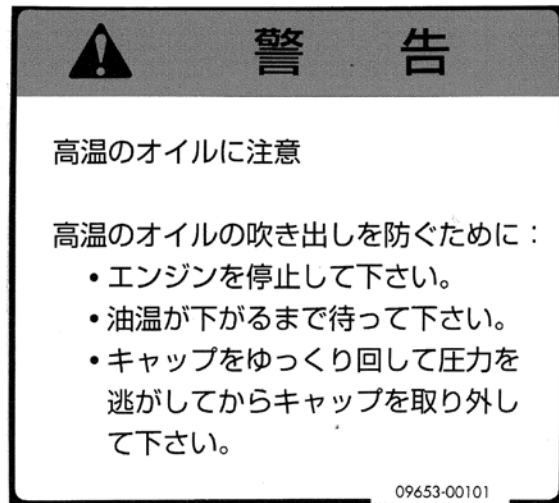 警 告
高温のオイルに注意
高温のオイルの吹き出しを防ぐために：
• エンジンを停止して下さい。
• 油温が下がるまで待って下さい。
• キャップをゆっくり回して圧力を
逃がしてからキャップを取り外し
て下さい。
09653-00101